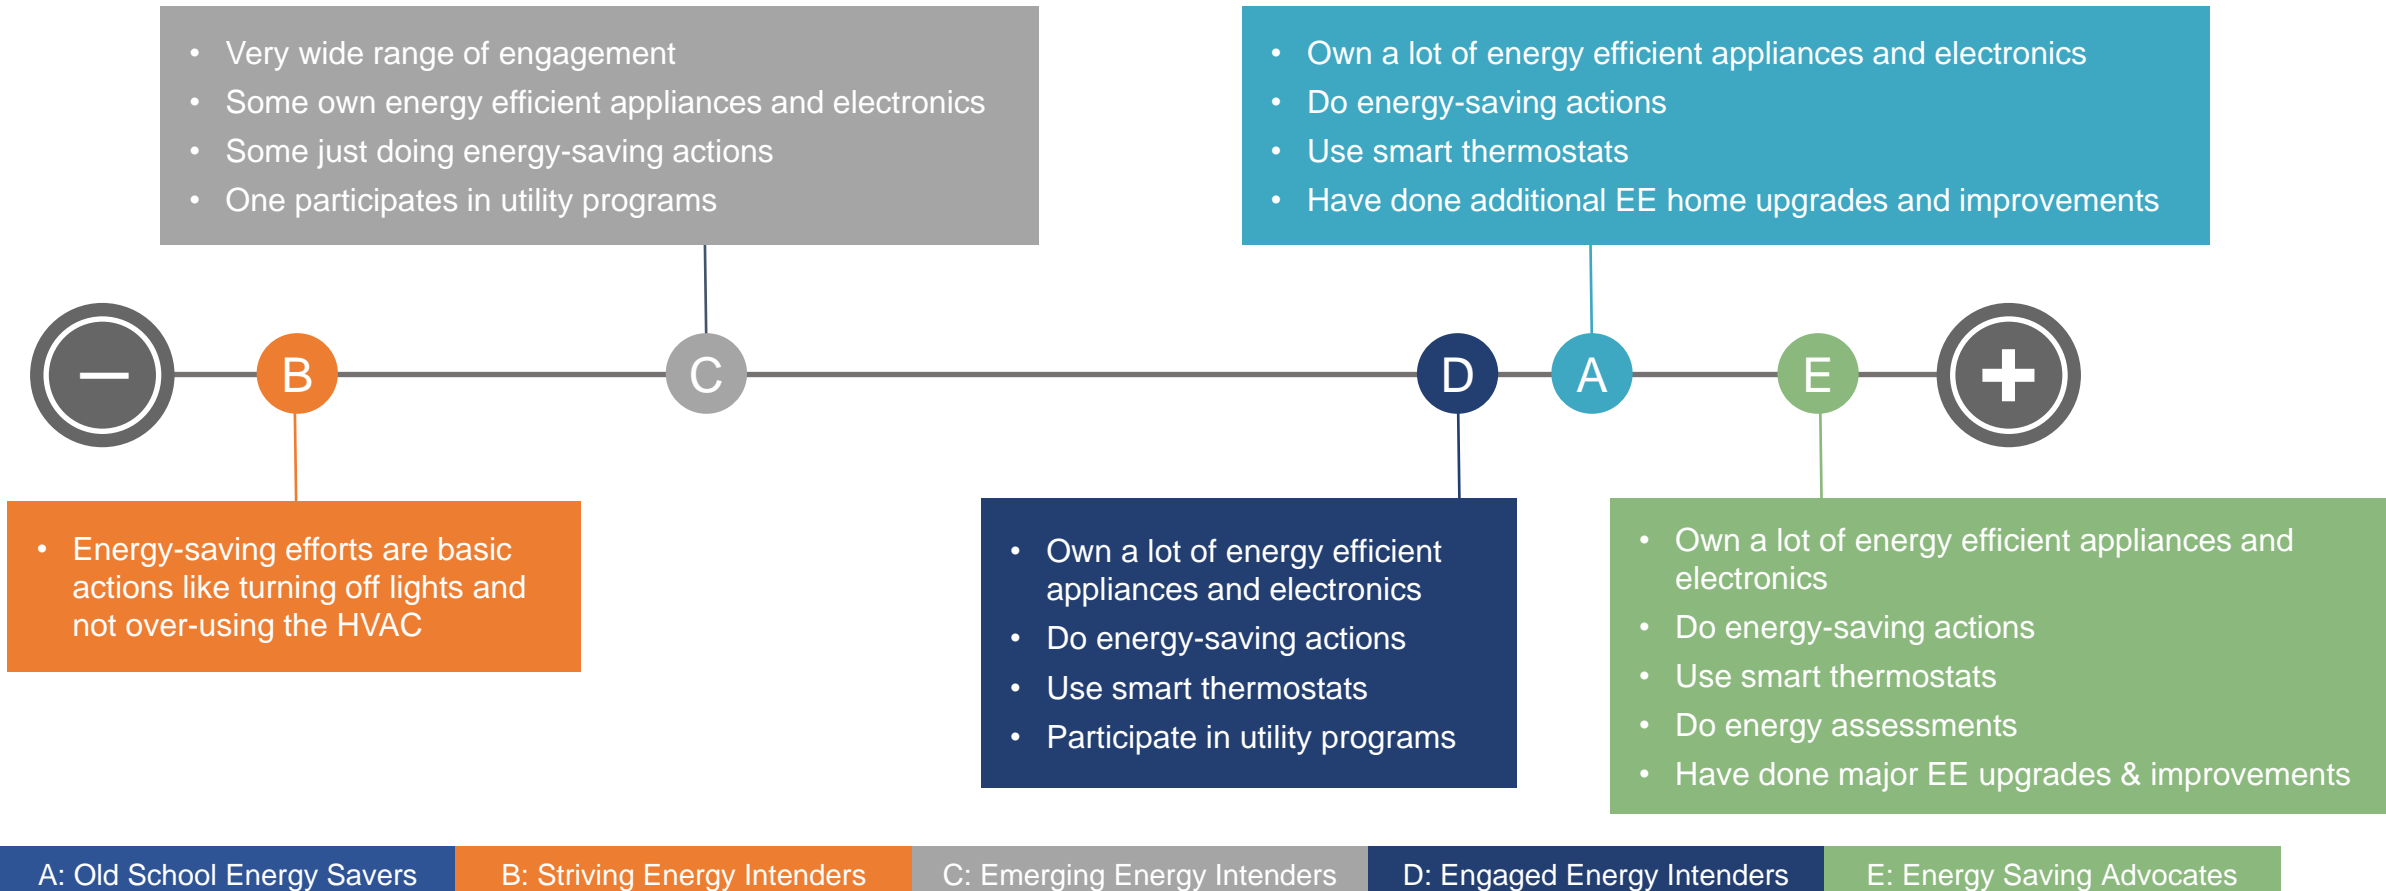 • Very wide range of engagement
• Some own energy efficient appliances and electronics
• Some just doing energy-saving actions
• One participates in utility programs
• Own a lot of energy efficient appliances and electronics
• Do energy-saving actions
• Use smart thermostats
• Have done additional EE home upgrades and improvements
B
C
D
A
E
• Energy-saving efforts are basic
actions like turning off lights and
not over-using the HVAC
• Own a lot of energy efficient
appliances and electronics
• Do energy-saving actions
• Use smart thermostats
• Participate in utility programs
• Own a lot of energy efficient appliances and
electronics
• Do energy-saving actions
• Use smart thermostats
• Do energy assessments
• Have done major EE upgrades & improvements
A: Old School Energy Savers
B: Striving Energy Intenders
C: Emerging Energy Intenders
D: Engaged Energy Intenders
E: Energy Saving Advocates